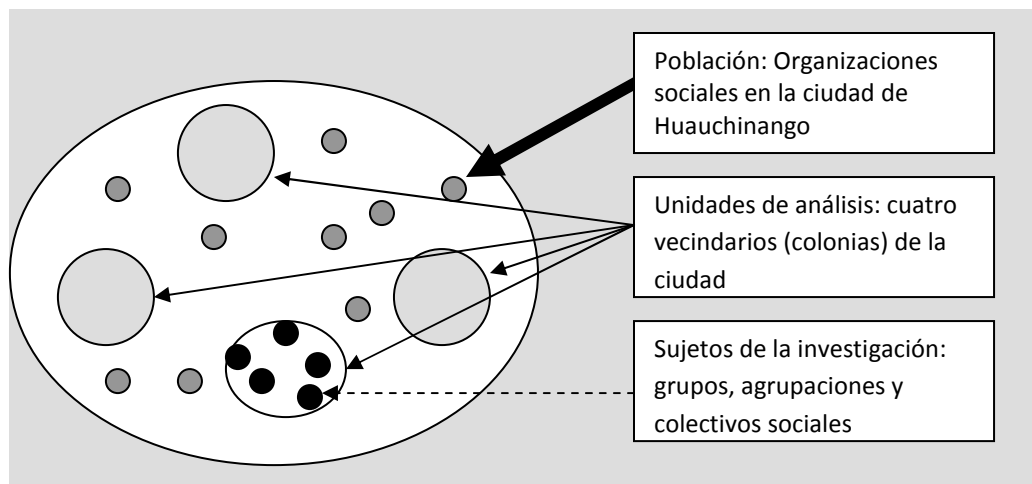 Población: Organizaciones
sociales en la ciudad de
Huauchinango
Unidades de análisis: cuatro
vecindarios (colonias) de la
ciudad
Sujetos de la investigación:
grupos, agrupaciones y
colectivos sociales